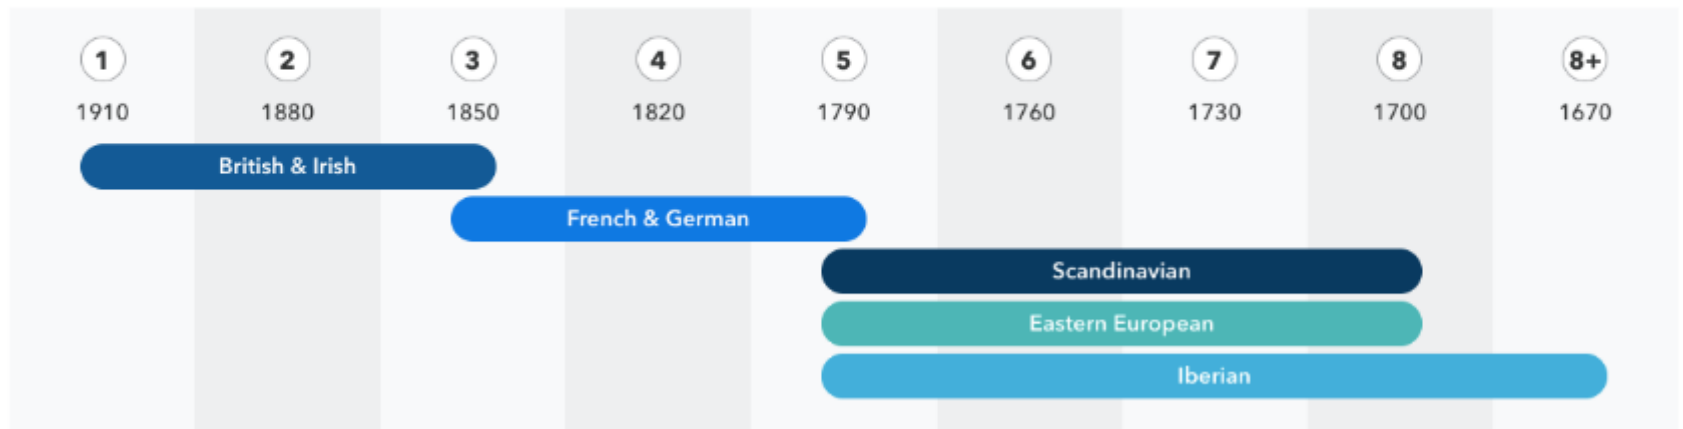 1 2 3 4 5 6 7 8 8+
1910 1880 1850 1820 1790 1760 1730 1700 1670
British & Irish
French & German
Scandinavian
Eastern European
Iberian